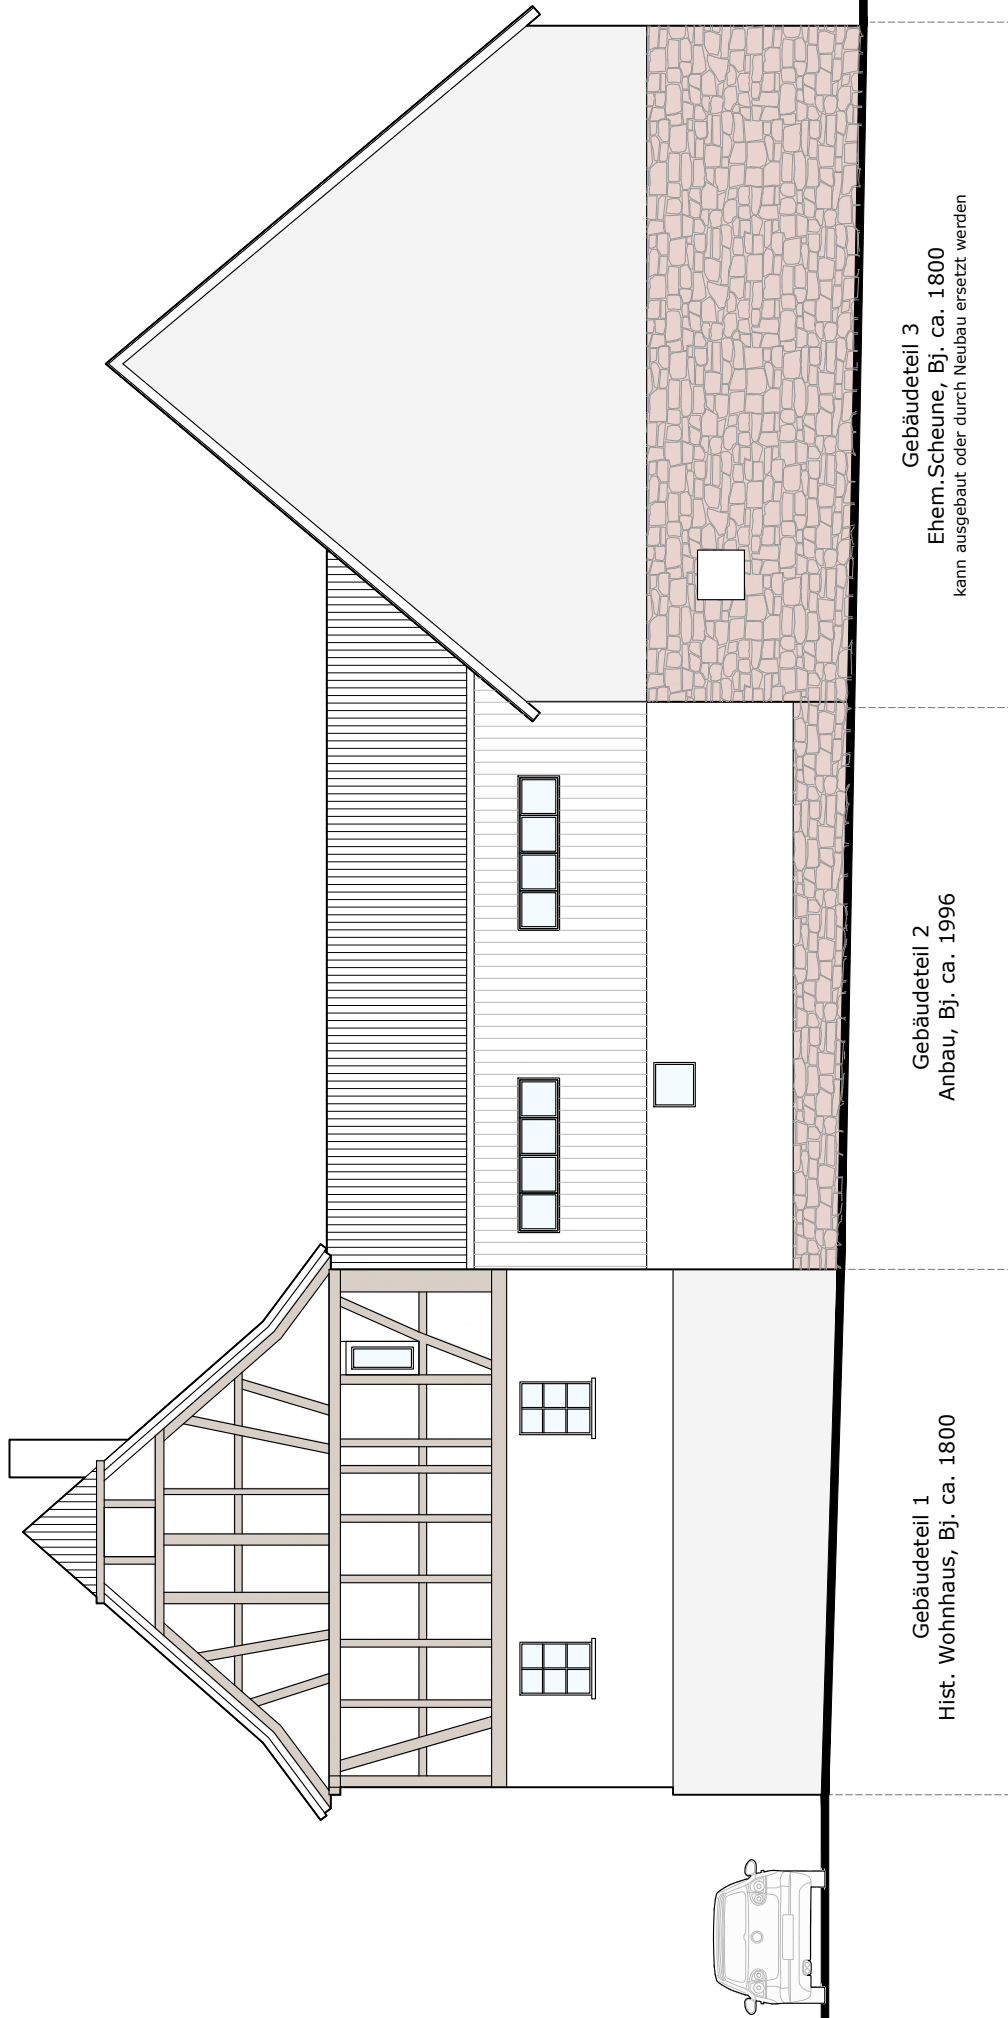 Gebäudeteil 1
Hist. Wohnhaus, Bj. ca. 1800
Gebäudeteil 2
Anbau, Bj. ca. 1996
Gebäudeteil 3
Ehem.Scheune, Bj. ca. 1800
kann ausgebaut oder durch Neubau ersetzt werden